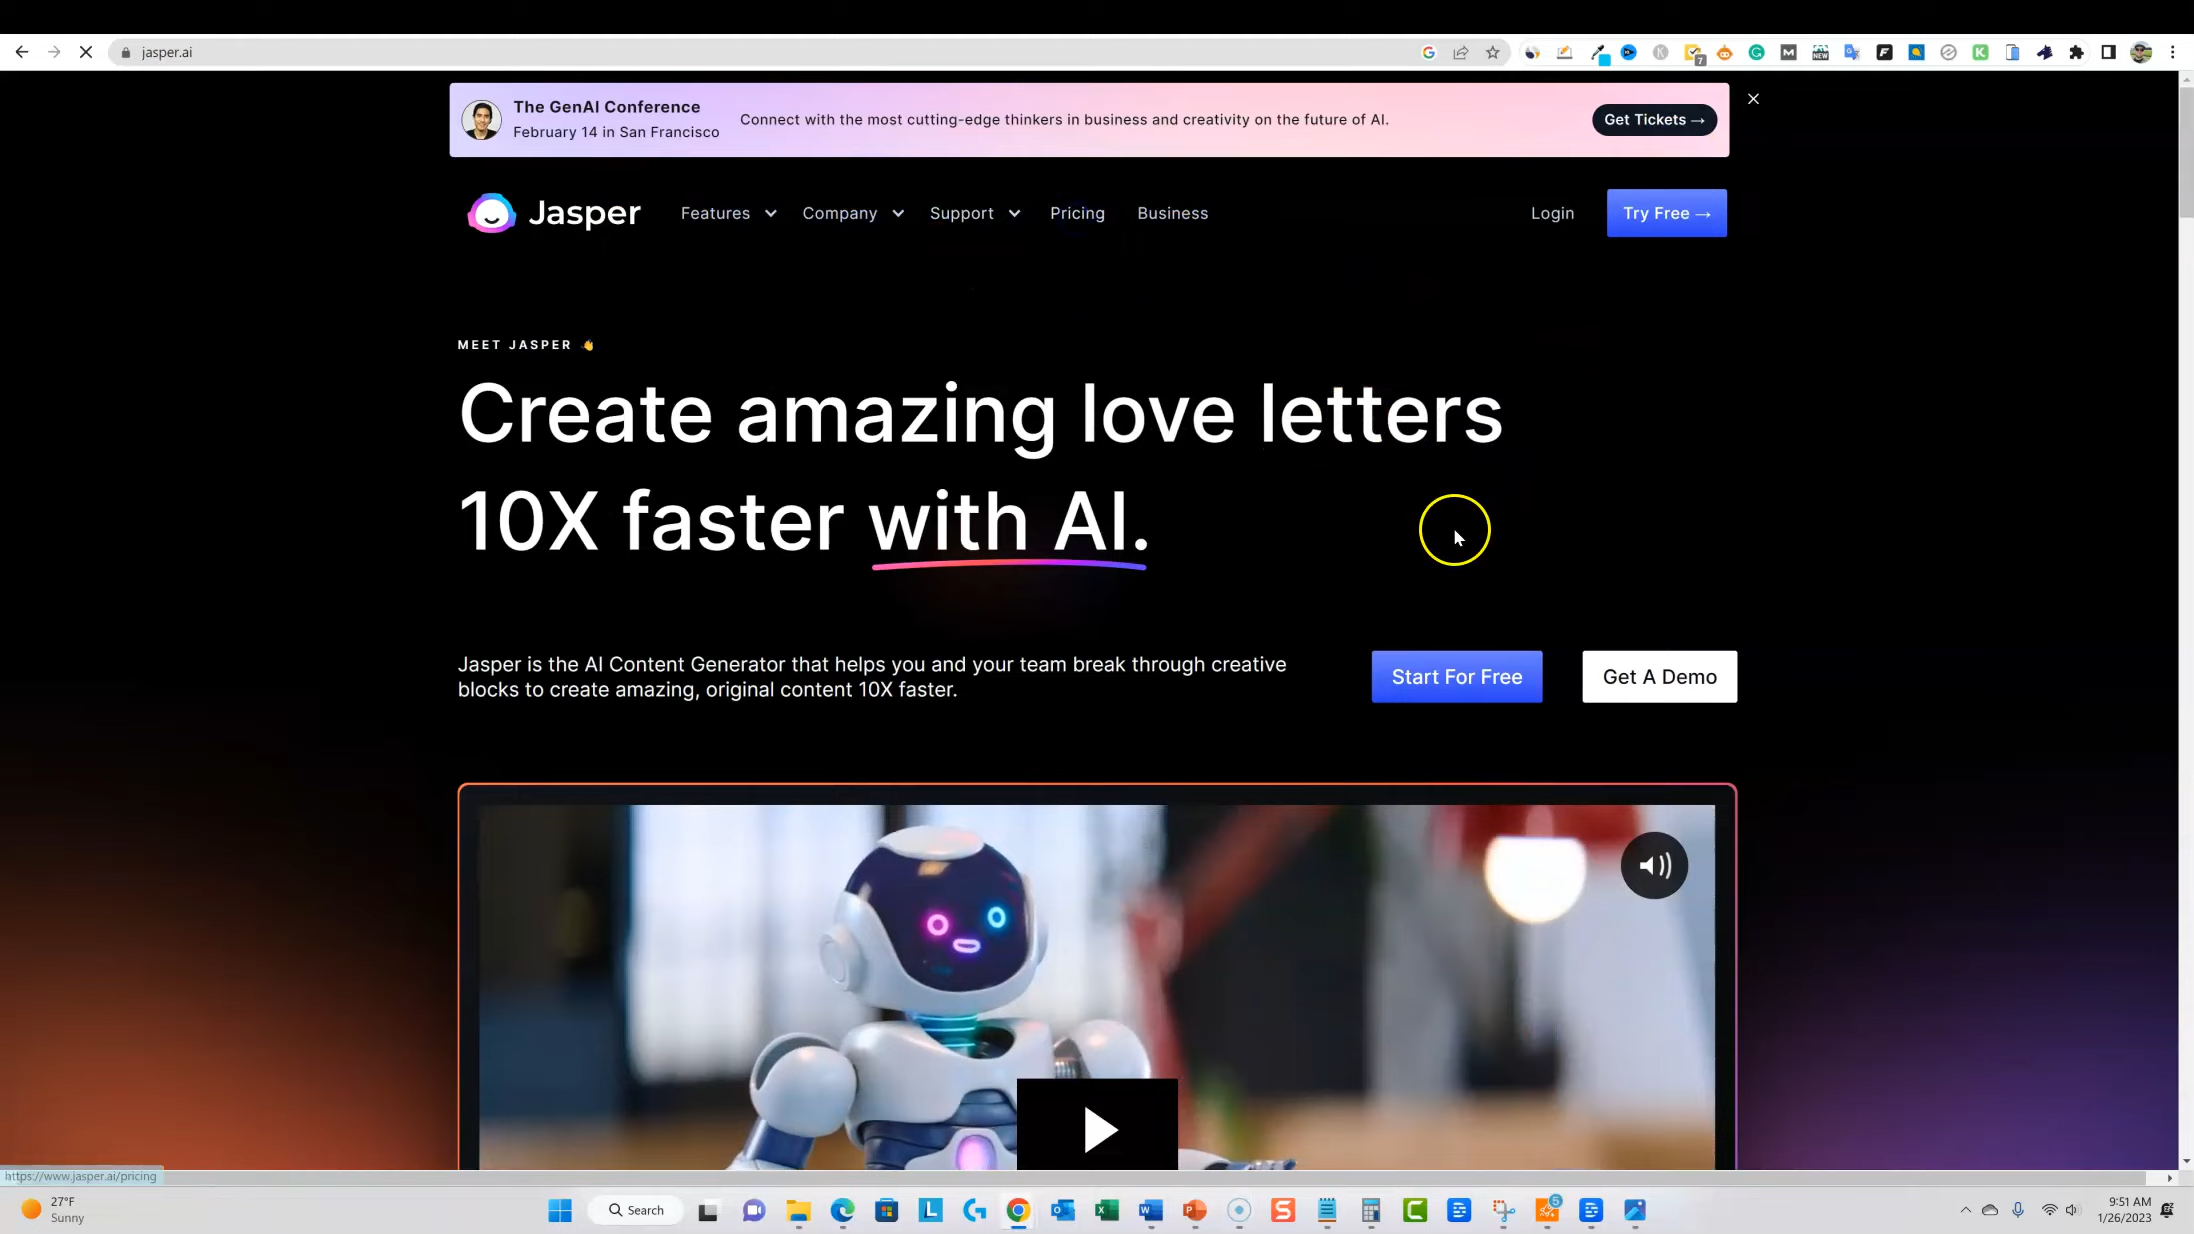 jasper.ai
The GenAI Conference
February 14 in San Francisco
Connect with the most cutting-edge thinkers in business and creativity on the future of AI.
Get Tickets →
Jasper
Features
Company
Support
Pricing
Business
Login
Try Free →
MEET JASPER 👋
Create amazing love letters
10X faster with AI.
Jasper is the AI Content Generator that helps you and your team break through creative
blocks to create amazing, original content 10X faster.
Start For Free
Get A Demo
https://www.jasper.ai/pricing
27°F
Sunny
Search
5
9:51 AM
1/26/2023
7
NEW